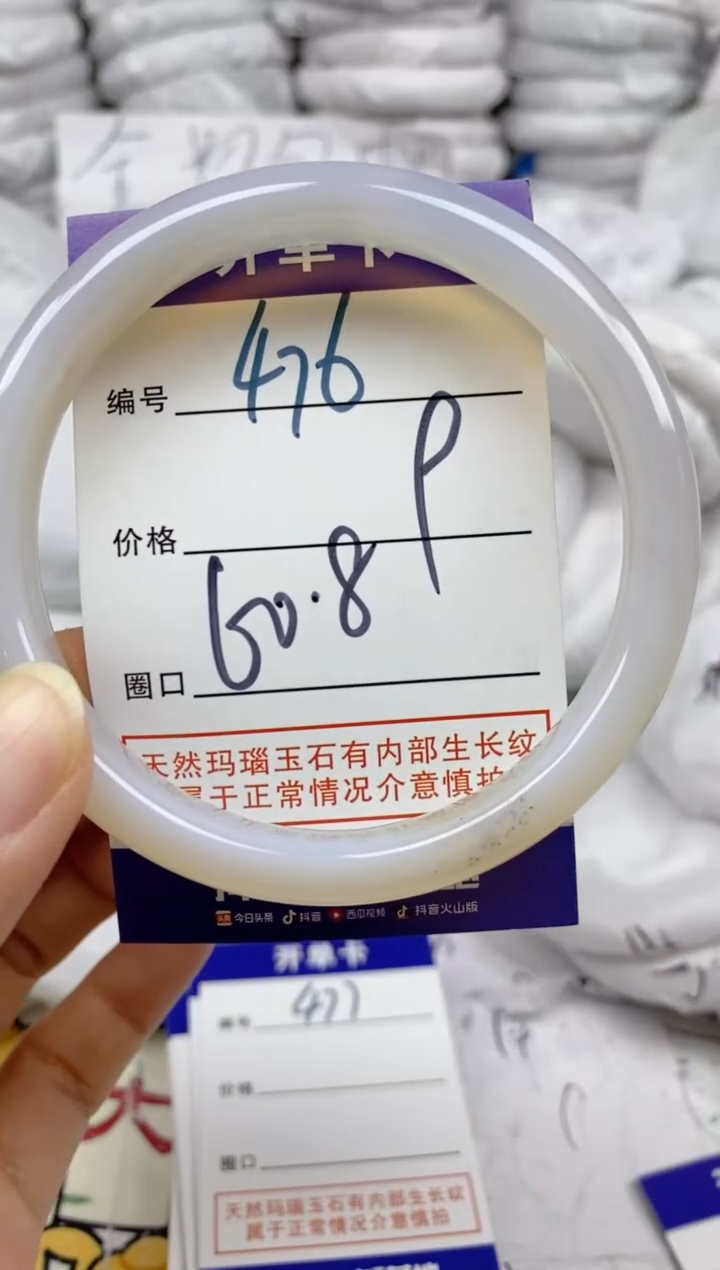 开单卡
编号 476
价格 P
圈口 60.8
天然玛瑙玉石有内部生长纹
属于正常情况介意慎拍
今日头条 抖音 西瓜视频 抖音火山版
开单卡
编号 477
价格
圈口
天然玛瑙玉石有内部生长纹
属于正常情况介意慎拍
大